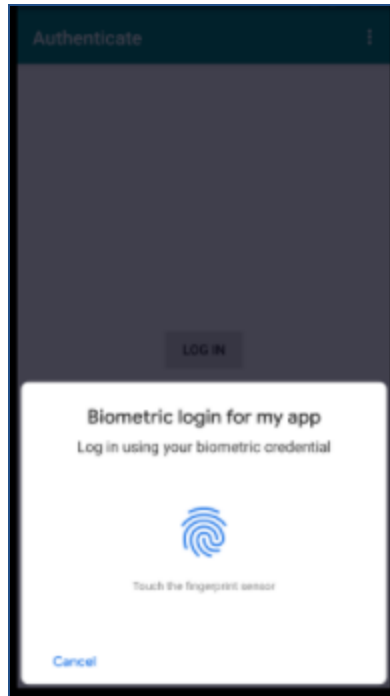 Authenticate
LOG IN
Biometric login for my app
Log in using your biometric credential
Touch the fingerprint sensor
Cancel